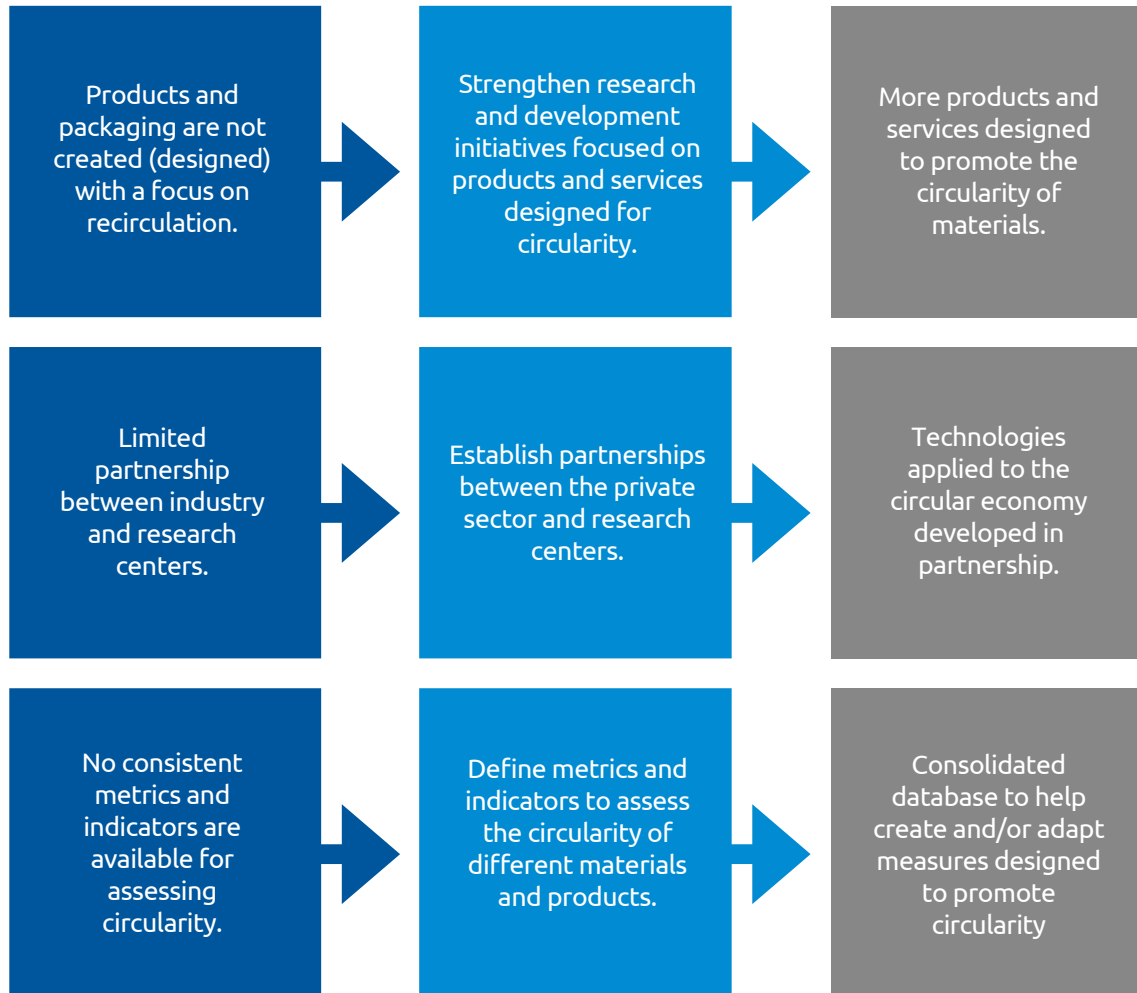 Products and
packaging are not
created (designed)
with a focus on
recirculation.
Strengthen research
and development
initiatives focused on
products and services
designed for
circularity.
More products and
services designed
to promote the
circularity of
materials.
Limited
partnership
between industry
and research
centers.
Establish partnerships
between the private
sector and research
centers.
Technologies
applied to the
circular economy
developed in
partnership.
No consistent
metrics and
indicators are
available for
assessing
circularity.
Define metrics and
indicators to assess
the circularity of
different materials
and products.
Consolidated
database to help
create and/or adapt
measures designed
to promote
circularity